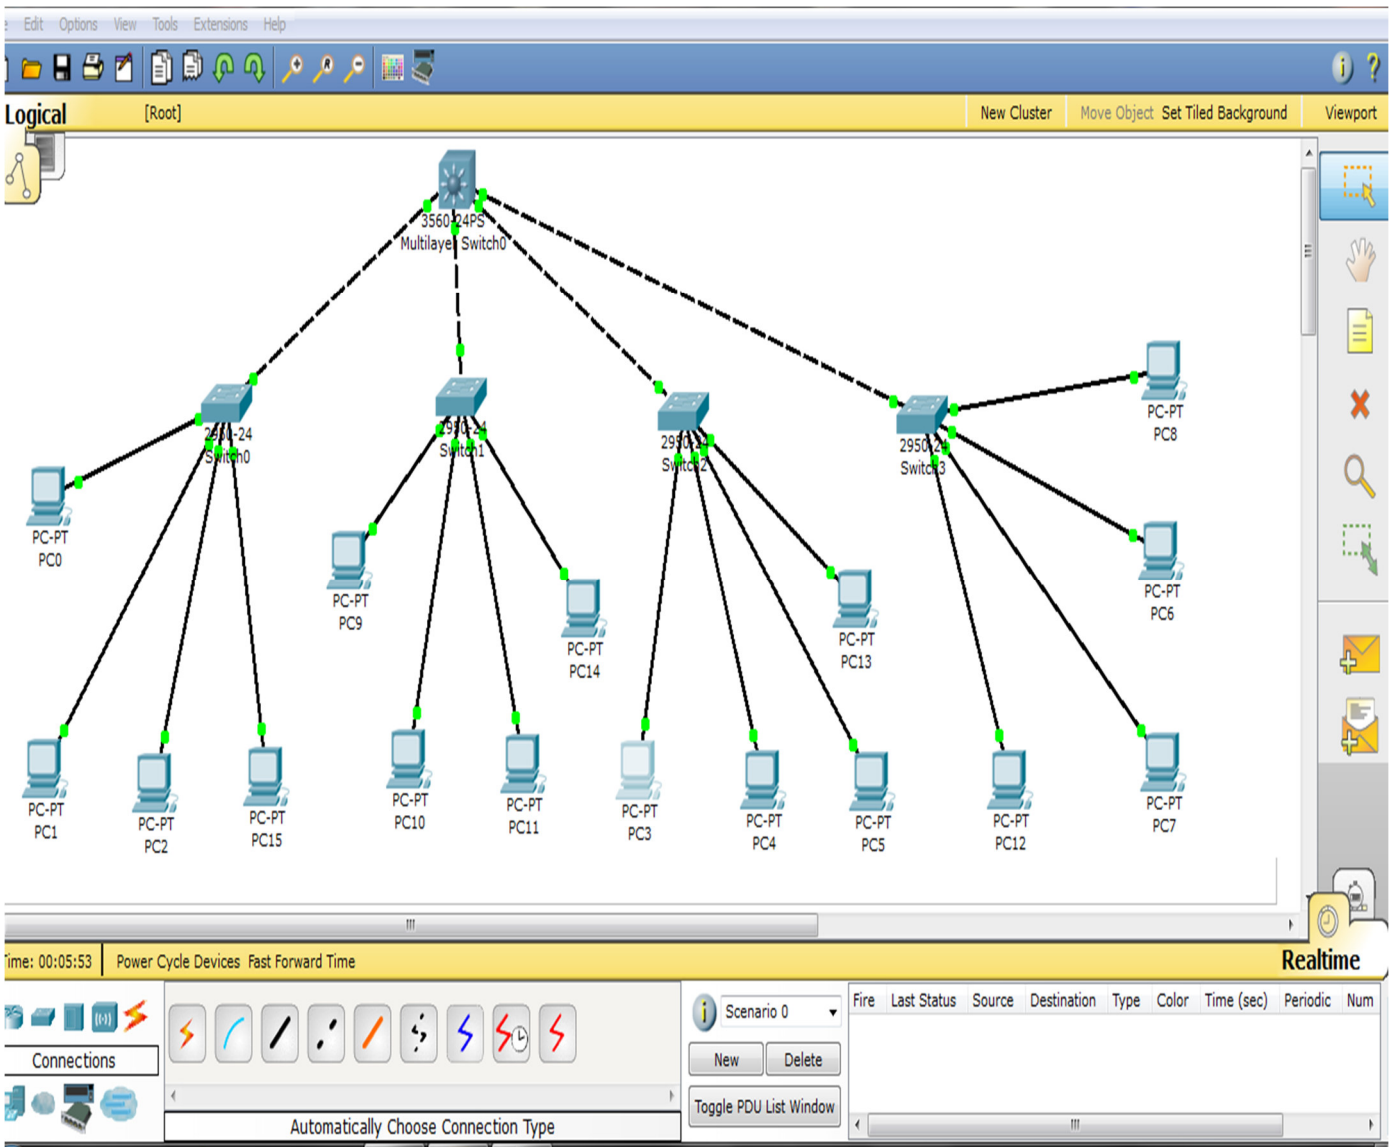 Edit Options View Tools Extensions Help
Logical [Root] New Cluster Move Object Set Tiled Background Viewport
3560-24PS
Multilayer Switch0
2950-24
Switch0
2950-24
Switch1
2950-24
Switch2
2950-24
Switch3
PC-PT
PC8
PC-PT
PC0
PC-PT
PC9
PC-PT
PC14
PC-PT
PC13
PC-PT
PC6
PC-PT
PC1
PC-PT
PC2
PC-PT
PC15
PC-PT
PC10
PC-PT
PC11
PC-PT
PC3
PC-PT
PC4
PC-PT
PC5
PC-PT
PC12
PC-PT
PC7
Time: 00:05:53 Power Cycle Devices Fast Forward Time Realtime
Connections
Automatically Choose Connection Type
Scenario 0
New Delete
Toggle PDU List Window
Fire Last Status Source Destination Type Color Time (sec) Periodic Num